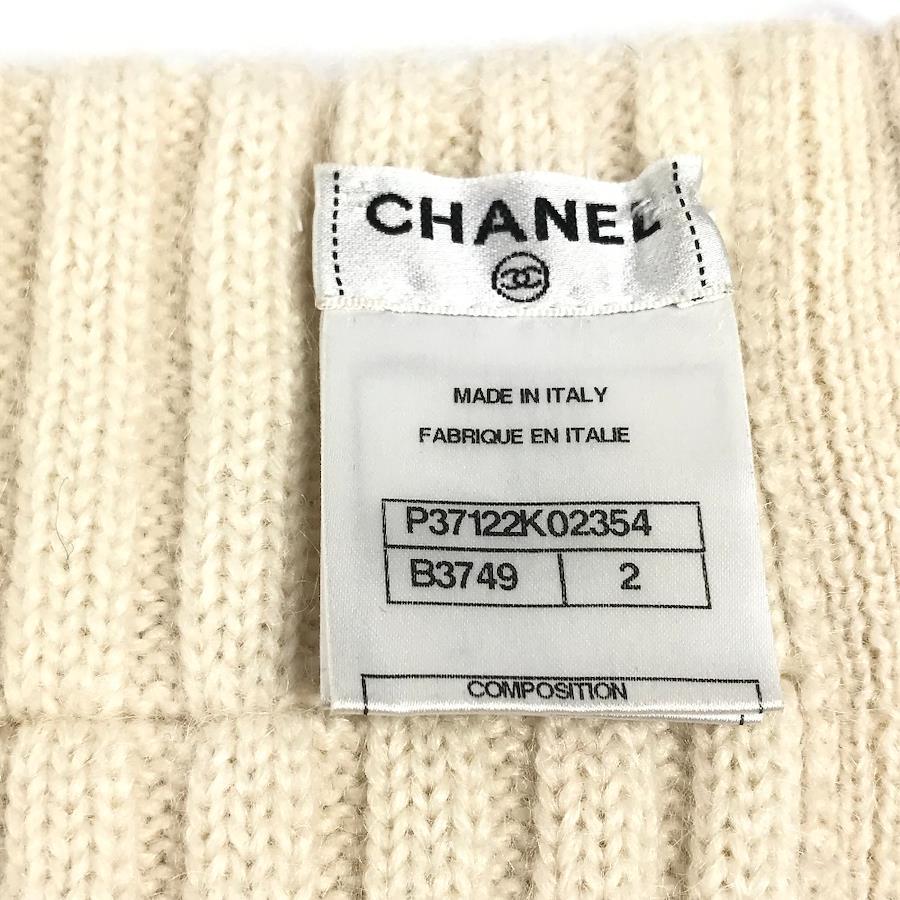 CHANEL
MADE IN ITALY
FABRIQUE EN ITALIE
P37122K02354
B3749 2
COMPOSITION